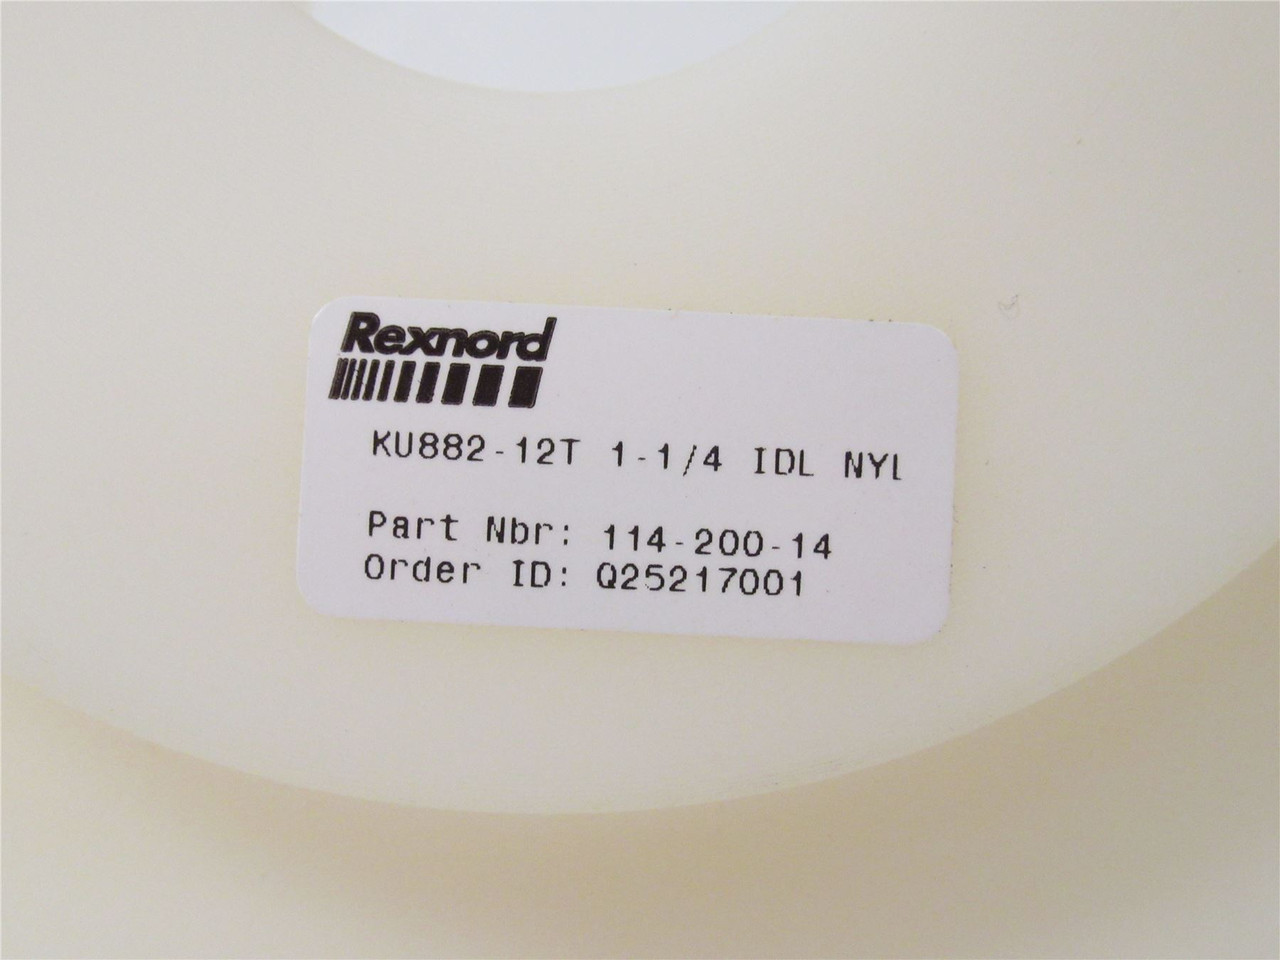 Rexnord
KU882-12T 1-1/4 IDL NYL
Part Nbr: 114-200-14
Order ID: Q25217001